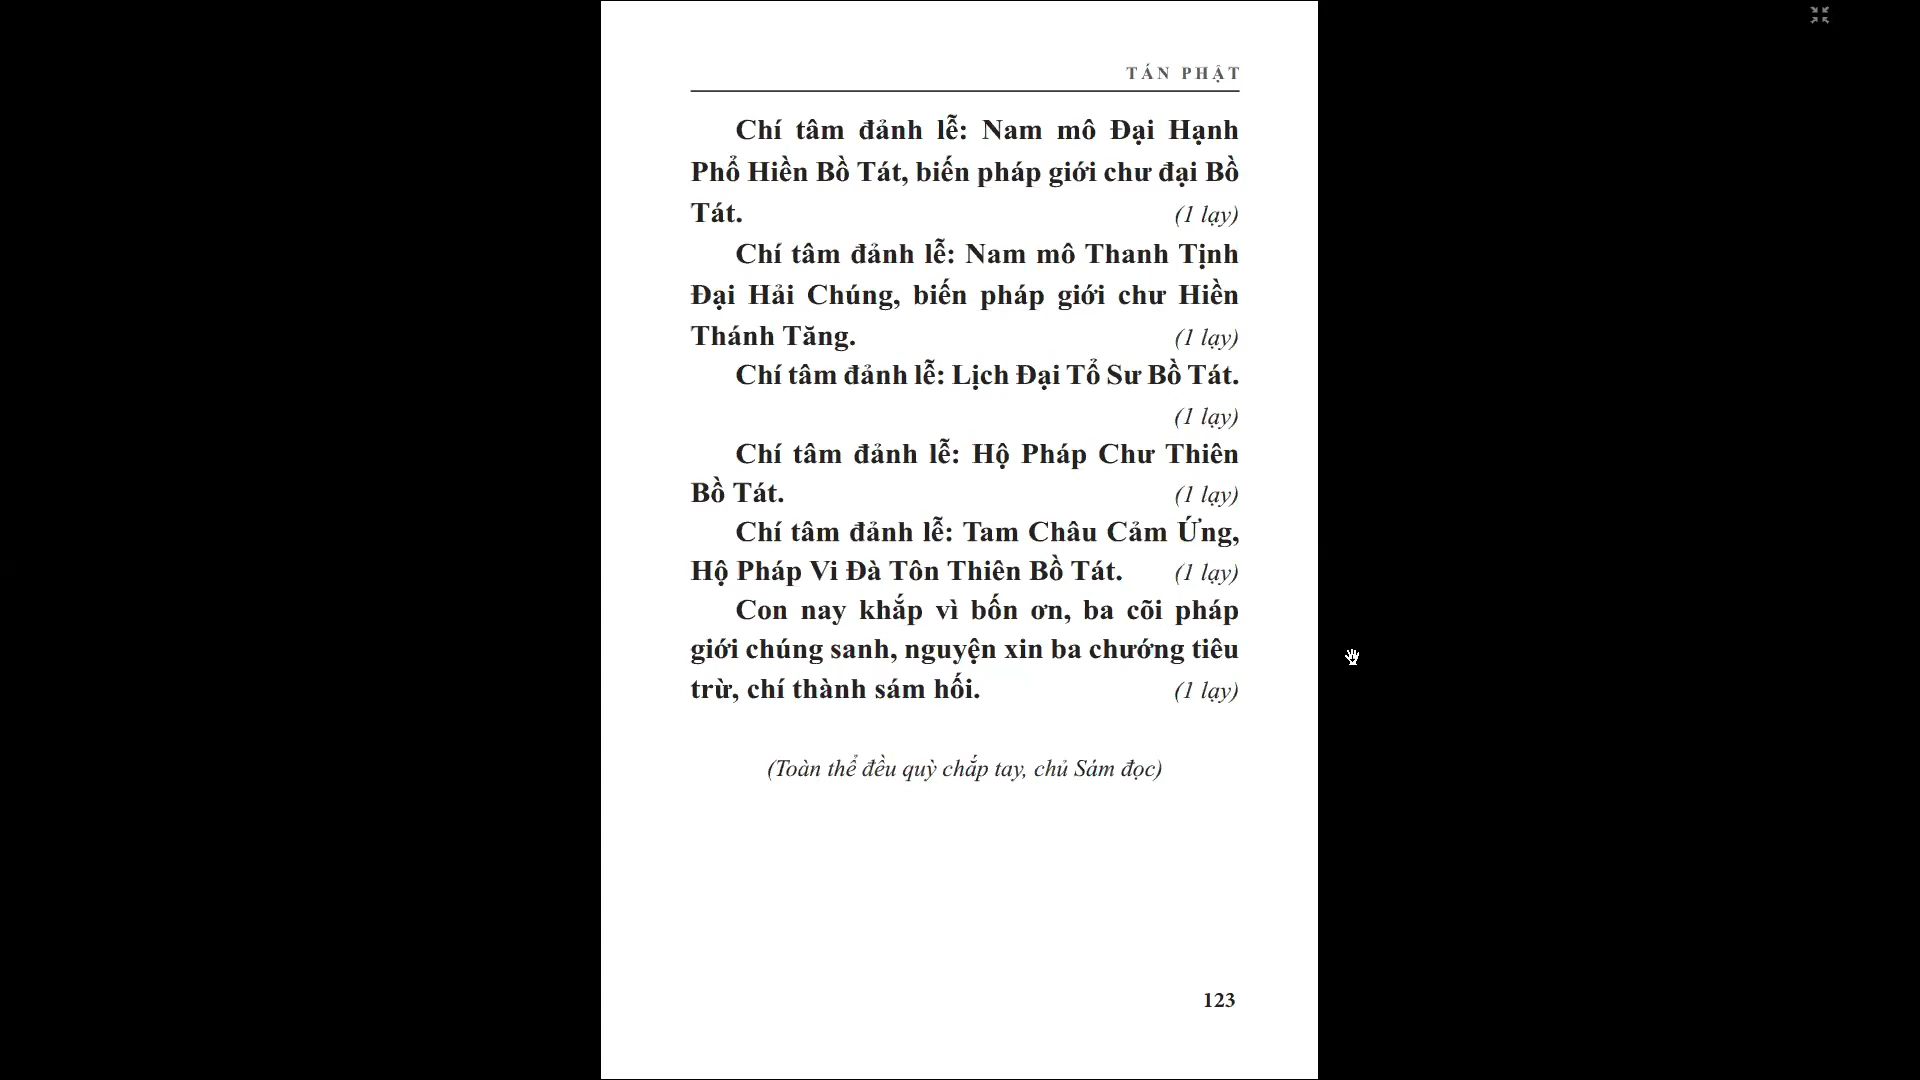 TÁN PHẬT
Chí tâm đảnh lễ: Nam mô Đại Hạnh
Phổ Hiền Bồ Tát, biến pháp giới chư đại Bồ
Tát. (1 lạy)
Chí tâm đảnh lễ: Nam mô Thanh Tịnh
Đại Hải Chúng, biến pháp giới chư Hiền
Thánh Tăng. (1 lạy)
Chí tâm đảnh lễ: Lịch Đại Tổ Sư Bồ Tát.
(1 lạy)
Chí tâm đảnh lễ: Hộ Pháp Chư Thiên
Bồ Tát. (1 lạy)
Chí tâm đảnh lễ: Tam Châu Cảm Ứng,
Hộ Pháp Vi Đà Tôn Thiên Bồ Tát. (1 lạy)
Con nay khắp vì bốn ơn, ba cõi pháp
giới chúng sanh, nguyện xin ba chướng tiêu
trừ, chí thành sám hối. (1 lạy)
(Toàn thể đều quỳ chắp tay, chủ Sám đọc)
123